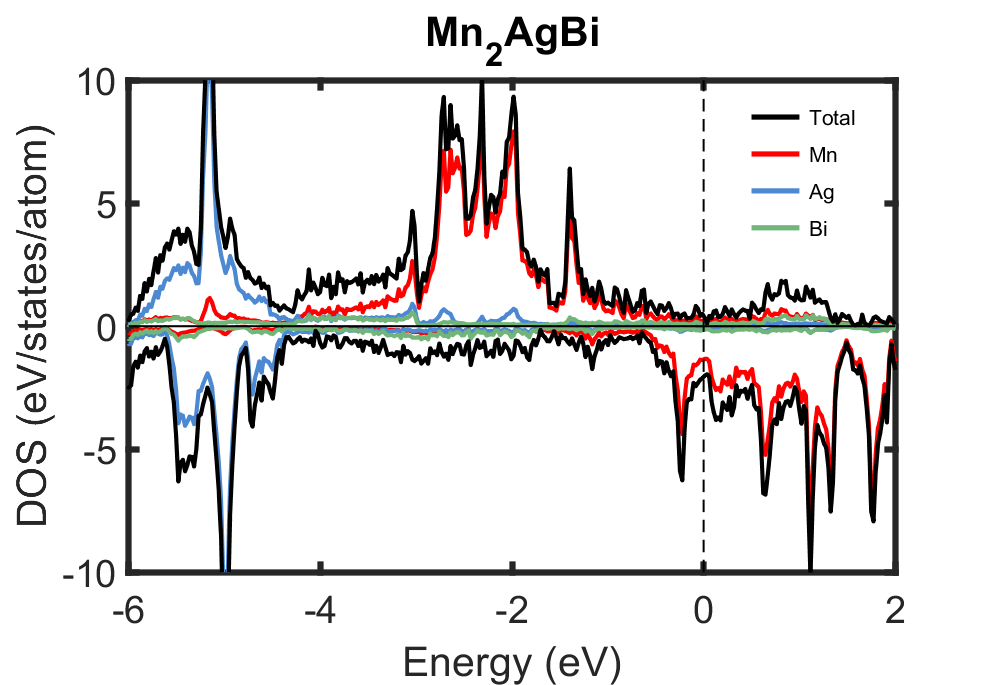 Mn₂AgBi
10
5
0
-5
-10
DOS (eV/states/atom)
Total
Mn
Ag
Bi
-6 -4 -2 0 2
Energy (eV)